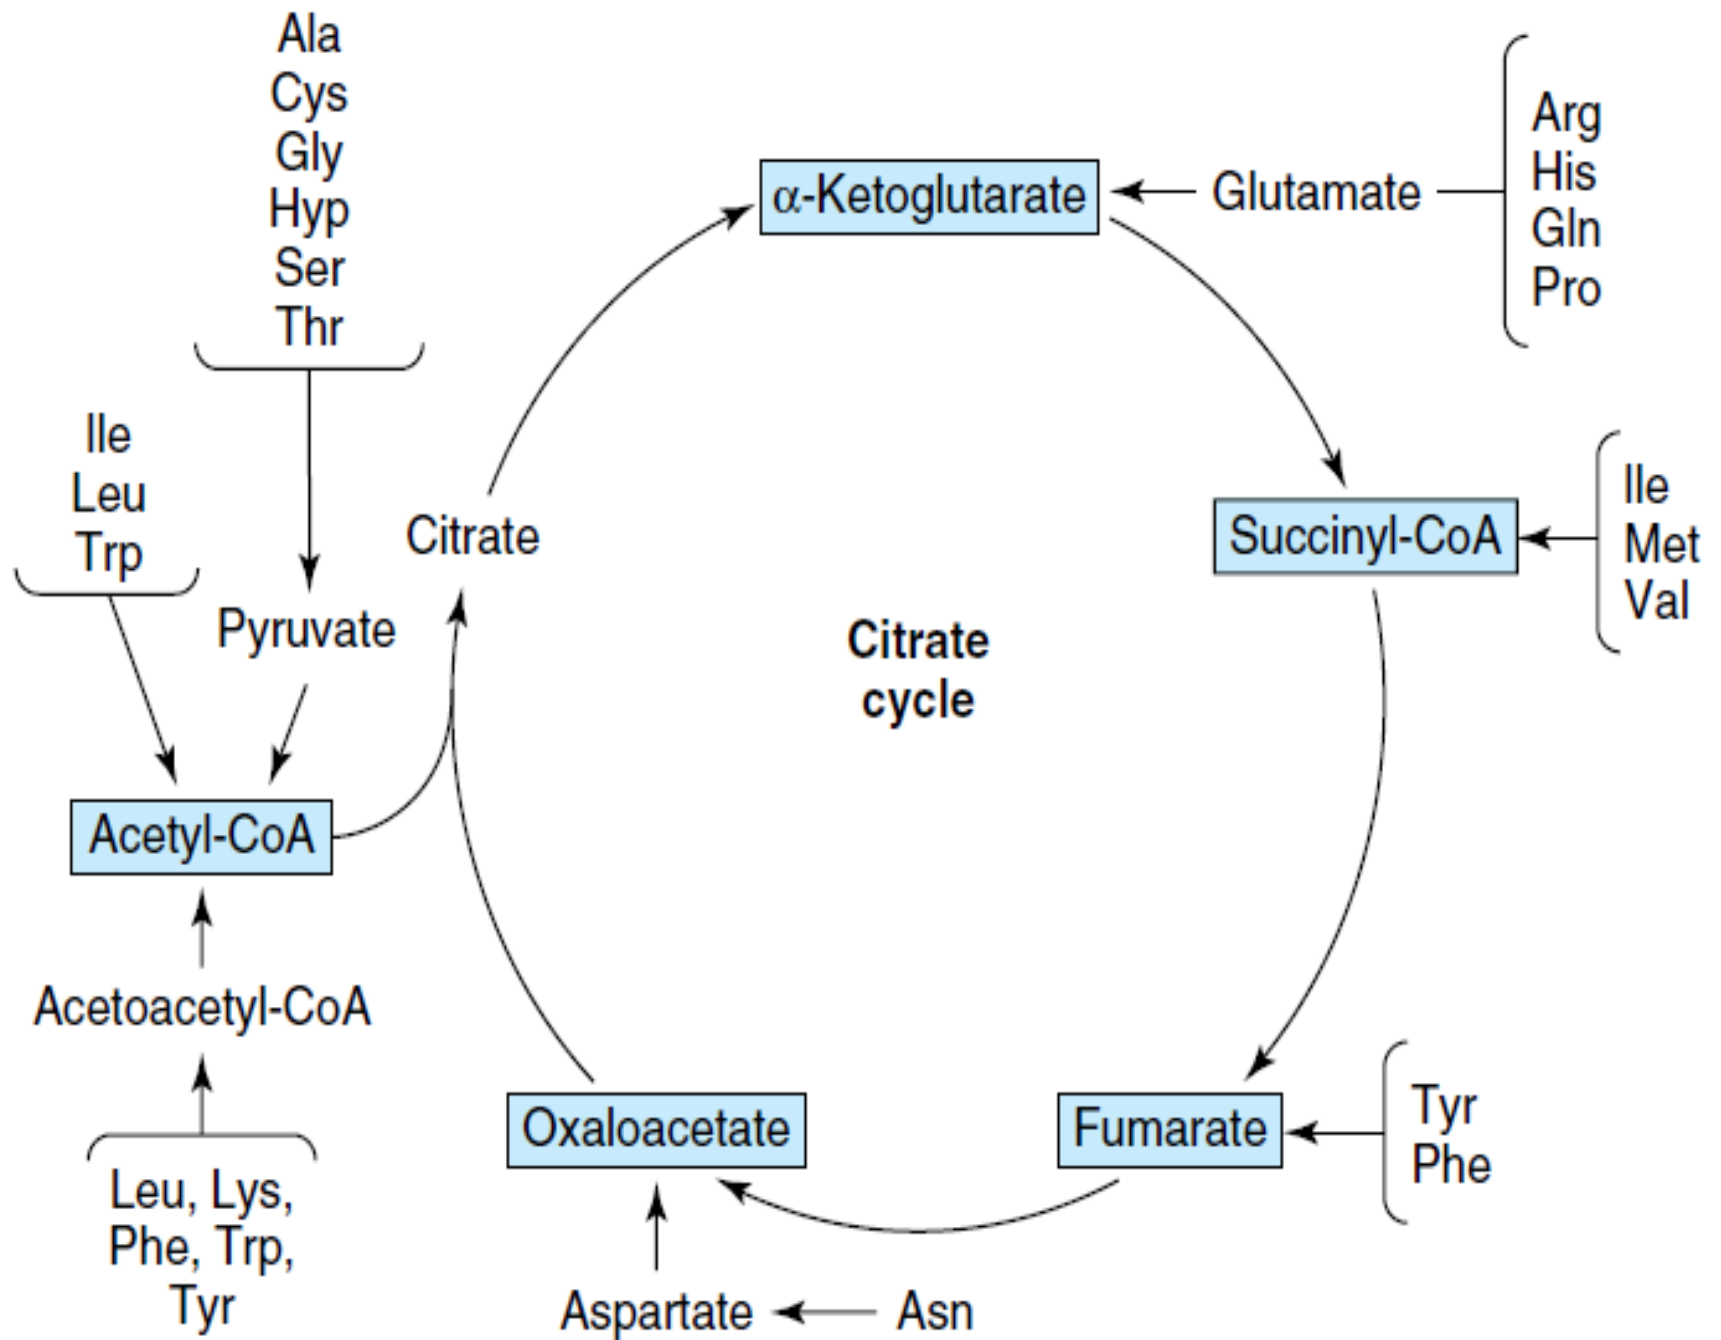 Ala
Cys
Gly
Hyp
Ser
Thr
Ile
Leu
Trp
Pyruvate
Citrate
Acetyl-CoA
Acetoacetyl-CoA
Leu, Lys,
Phe, Trp,
Tyr
α-Ketoglutarate
Glutamate
Arg
His
Gln
Pro
Succinyl-CoA
Ile
Met
Val
Citrate
cycle
Fumarate
Tyr
Phe
Oxaloacetate
Aspartate
Asn